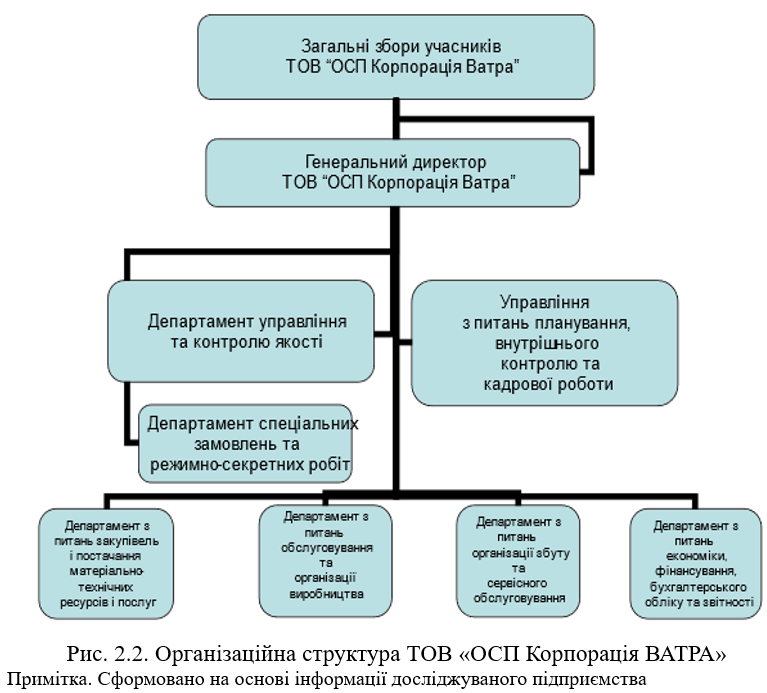 Загальні збори учасників
ТОВ “ОСП Корпорація Ватра”
Генеральний директор
ТОВ “ОСП Корпорація Ватра”
Департамент управління
та контролю якості
Управління
з питань планування,
внутрішнього
контролю та
кадрової роботи
Департамент спеціальних
замовлень та
режимно-секретних робіт
Департамент з
питань закупівель
і постачання
матеріально-
технічних
ресурсів і послуг
Департамент з
питань
обслуговування
та
організації
виробництва
Департамент з
питань
організації збуту
та
сервісного
обслуговування
Департамент з
питань
економіки,
фінансування,
бухгалтерського
обліку та звітності
Рис. 2.2. Організаційна структура ТОВ «ОСП Корпорація ВАТРА»
Примітка. Сформовано на основі інформації досліджуваного підприємства